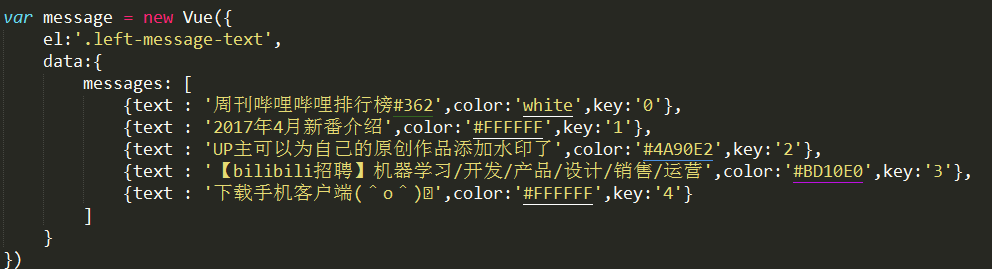 var message = new Vue({
    el:'.left-message-text',
    data:{
        messages: [
            {text : '周刊哔哩哔哩排行榜#362',color:'white',key:'0'},
            {text : '2017年4月新番介绍',color:'#FFFFFF',key:'1'},
            {text : 'UP主可以为自己的原创作品添加水印了',color:'#4A90E2',key:'2'},
            {text : '【bilibili招聘】机器学习/开发/产品/设计/销售/运营',color:'#BD10E0',key:'3'},
            {text : '下载手机客户端(＾o＾)',color:'#FFFFFF',key:'4'}
        ]
    }
})